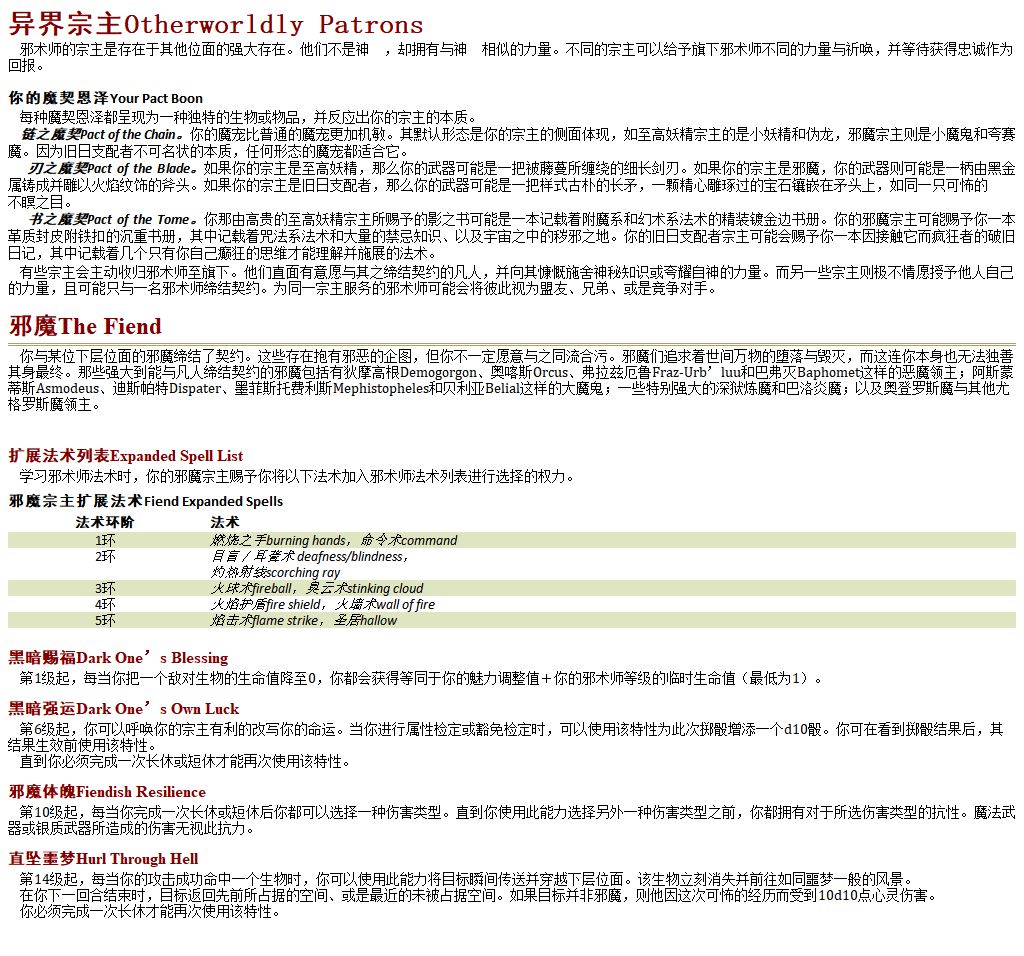 异界宗主Otherworldly Patrons
邪术师的宗主是存在于其他位面的强大存在。他们不是神　，却拥有与神　相似的力量。不同的宗主可以给予旗下邪术师不同的力量与祈唤，并等待获得忠诚作为
回报。
你的魔契恩泽Your Pact Boon
每种魔契恩泽都呈现为一种独特的生物或物品，并反应出你的宗主的本质。
链之魔契Pact of the Chain。你的魔宠比普通的魔宠更加机敏。其默认形态是你的宗主的侧面体现，如至高妖精宗主的是小妖精和伪龙，邪魔宗主则是小魔鬼和夸赛
魔。因为旧日支配者不可名状的本质，任何形态的魔宠都适合它。
刃之魔契Pact of the Blade。如果你的宗主是至高妖精，那么你的武器可能是一把被藤蔓所缠绕的细长剑刃。如果你的宗主是邪魔，你的武器则可能是一柄由黑金
属铸成并雕以火焰纹饰的斧头。如果你的宗主是旧日支配者，那么你的武器可能是一把样式古朴的长矛，一颗精心雕琢过的宝石镶嵌在矛头上，如同一只可怖的
不瞑之目。
书之魔契Pact of the Tome。你那由高贵的至高妖精宗主所赐予的影之书可能是一本记载着附魔系和幻术系法术的精装镀金边书册。你的邪魔宗主可能赐予你一本
革质封皮附铁扣的沉重书册，其中记载着咒法系法术和大量的禁忌知识、以及宇宙之中的秽邪之地。你的旧日支配者宗主可能会赐予你一本因接触它而疯狂者的破旧
日记，其中记载着几个只有你自己癫狂的思维才能理解并施展的法术。
有些宗主会主动收归邪术师至旗下。他们直面有意愿与其之缔结契约的凡人，并向其慷慨施舍神秘知识或夸耀自神的力量。而另一些宗主则极不情愿授予他人自己
的力量，且可能只与一名邪术师缔结契约。为同一宗主服务的邪术师可能会将彼此视为盟友、兄弟、或是竞争对手。
邪魔The Fiend
你与某位下层位面的邪魔缔结了契约。这些存在抱有邪恶的企图，但你不一定愿意与之同流合污。邪魔们追求着世间万物的堕落与毁灭，而这连你本身也无法独善
其身最终。那些强大到能与凡人缔结契约的邪魔包括有狄摩高根Demogorgon、奥喀斯Orcus、弗拉兹厄鲁Fraz-Urb’luu和巴弗灭Baphomet这样的恶魔领主；阿斯蒙
蒂斯Asmodeus、迪斯帕特Dispater、墨菲斯托费利斯Mephistopheles和贝利亚Belial这样的大魔鬼；一些特别强大的深狱炼魔和巴洛炎魔；以及奥登罗斯魔与其他尤
格罗斯魔领主。
扩展法术列表Expanded Spell List
学习邪术师法术时，你的邪魔宗主赐予你将以下法术加入邪术师法术列表进行选择的权力。
邪魔宗主扩展法术Fiend Expanded Spells
法术环阶 法术
1环 燃烧之手burning hands，命令术command
2环 目盲/耳聋术 deafness/blindness，
灼热射线scorching ray
3环 火球术fireball，臭云术stinking cloud
4环 火焰护盾fire shield，火墙术wall of fire
5环 焰击术flame strike，圣居hallow
黑暗赐福Dark One’s Blessing
第1级起，每当你把一个敌对生物的生命值降至0，你都会获得等同于你的魅力调整值＋你的邪术师等级的临时生命值（最低为1）。
黑暗强运Dark One’s Own Luck
第6级起，你可以呼唤你的宗主有利的改写你的命运。当你进行属性检定或豁免检定时，可以使用该特性为此次掷骰增添一个d10骰。你可在看到掷骰结果后，其
结果生效前使用该特性。
直到你必须完成一次长休或短休才能再次使用该特性。
邪魔体魄Fiendish Resilience
第10级起，每当你完成一次长休或短休后你都可以选择一种伤害类型。直到你使用此能力选择另外一种伤害类型之前，你都拥有对于所选伤害类型的抗性。魔法武
器或银质武器所造成的伤害无视此抗力。
直坠噩梦Hurl Through Hell
第14级起，每当你的攻击成功命中一个生物时，你可以使用此能力将目标瞬间传送并穿越下层位面。该生物立刻消失并前往如同噩梦一般的风景。
在你下一回合结束时，目标返回先前所占据的空间、或是最近的未被占据空间。如果目标并非邪魔，则他因这次可怖的经历而受到10d10点心灵伤害。
你必须完成一次长休才能再次使用该特性。